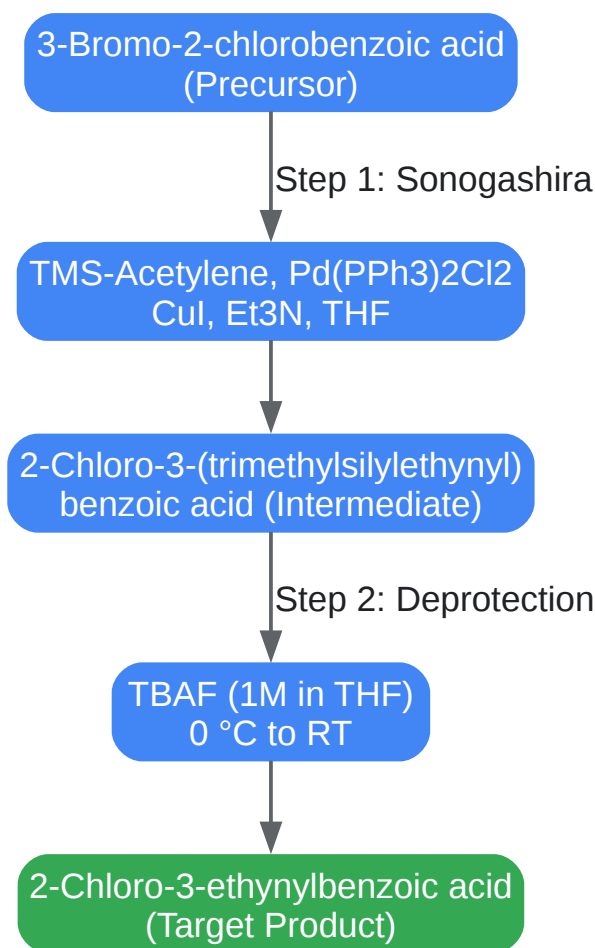 3-Bromo-2-chlorobenzoic acid
(Precursor)
Step 1: Sonogashira
TMS-Acetylene, Pd(PPh3)2Cl2
CuI, Et3N, THF
2-Chloro-3-(trimethylsilylethynyl)
benzoic acid (Intermediate)
Step 2: Deprotection
TBAF (1M in THF)
0 °C to RT
2-Chloro-3-ethynylbenzoic acid
(Target Product)